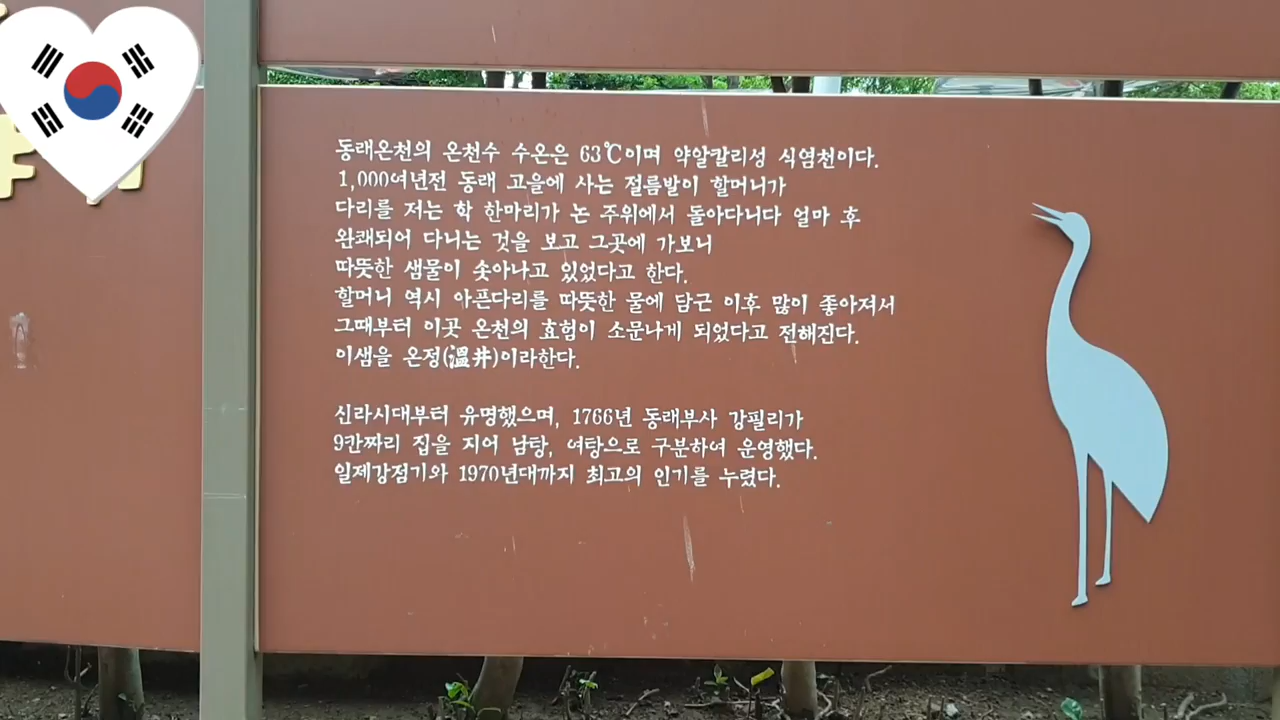 동래온천의 온천수 수온은 63℃이며 약알칼리성 식염천이다.
1,000여년전 동래 고을에 사는 절름발이 할머니가
다리를 저는 학 한마리가 논 주위에서 돌아다니다 얼마 후
완쾌되어 다니는 것을 보고 그곳에 가보니
따뜻한 샘물이 솟아나고 있었다고 한다.
할머니 역시 아픈다리를 따뜻한 물에 담근 이후 많이 좋아져서
그때부터 이곳 온천의 효험이 소문나게 되었다고 전해진다.
이샘을 온정(溫井)이라한다.
신라시대부터 유명했으며, 1766년 동래부사 강필리가
9칸짜리 집을 지어 남탕, 여탕으로 구분하여 운영했다.
일제강점기와 1970년대까지 최고의 인기를 누렸다.